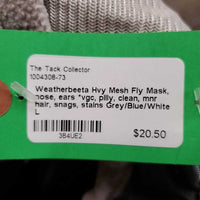 The Tack Collector
1004308-73
Weatherbeeta Hvy Mesh Fly Mask,
nose, ears *vgc, pilly, clean, mnr
hair, snags, stains Grey/Blue/White
L
3B4UE2
$20.50